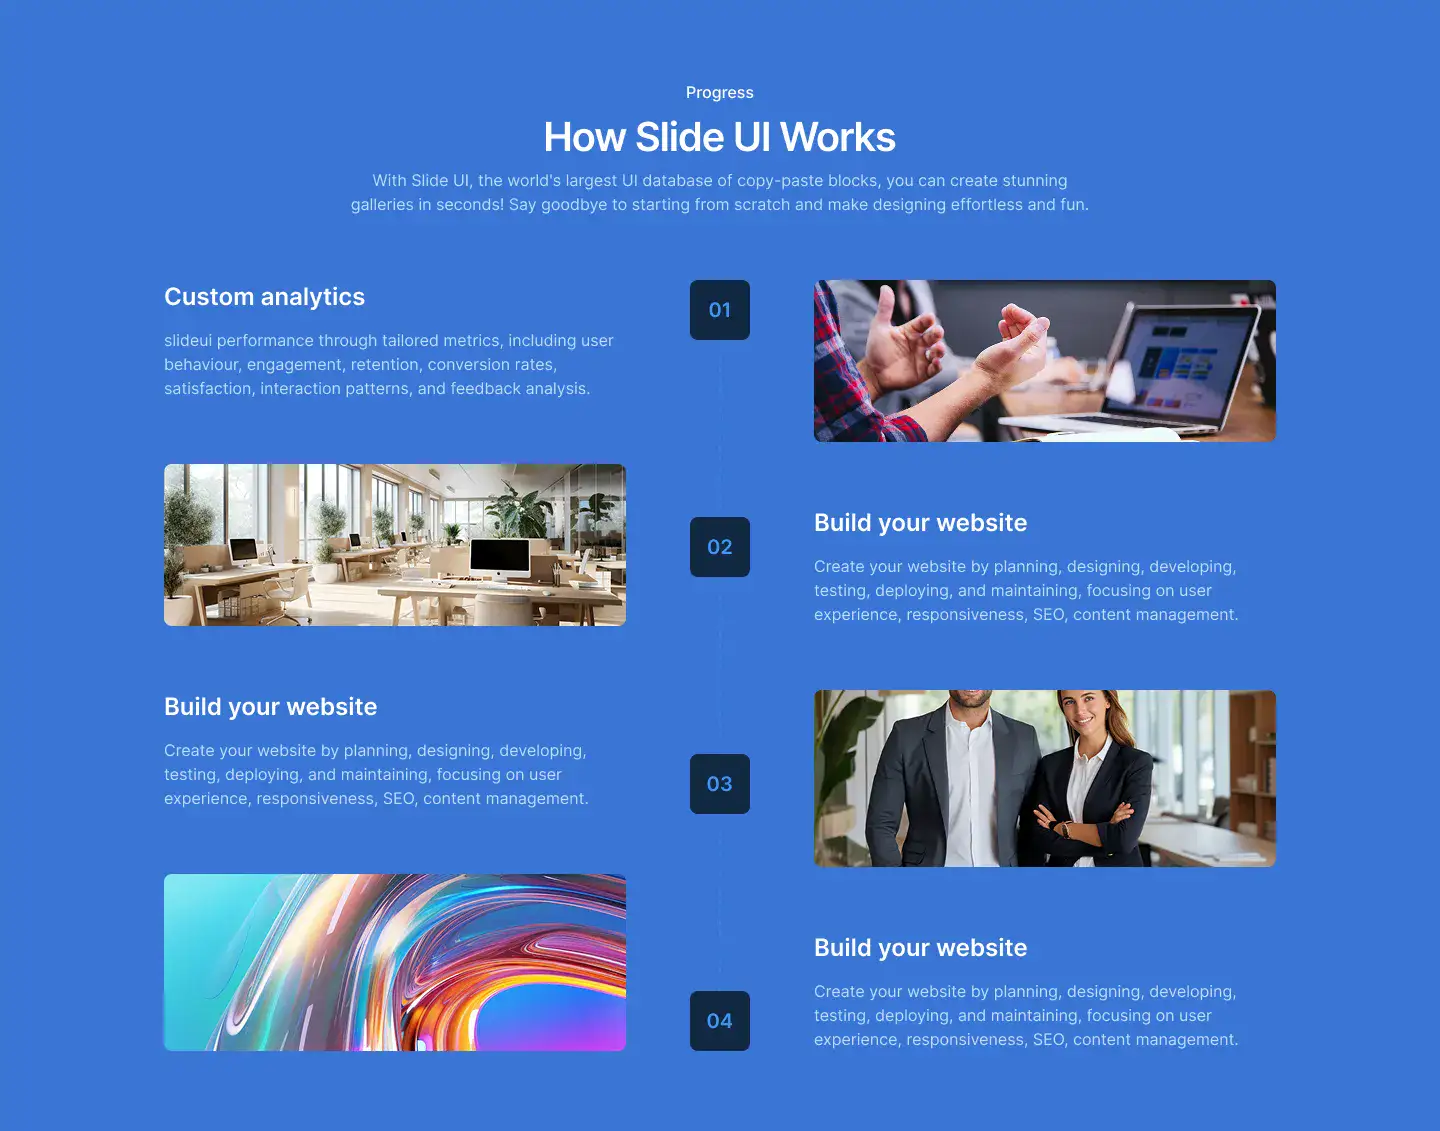 Progress
How Slide UI Works
With Slide UI, the world's largest UI database of copy-paste blocks, you can create stunning
galleries in seconds! Say goodbye to starting from scratch and make designing effortless and fun.
Custom analytics
slideui performance through tailored metrics, including user
behaviour, engagement, retention, conversion rates,
satisfaction, interaction patterns, and feedback analysis.
01
02
Build your website
Create your website by planning, designing, developing,
testing, deploying, and maintaining, focusing on user
experience, responsiveness, SEO, content management.
Build your website
Create your website by planning, designing, developing,
testing, deploying, and maintaining, focusing on user
experience, responsiveness, SEO, content management.
03
04
Build your website
Create your website by planning, designing, developing,
testing, deploying, and maintaining, focusing on user
experience, responsiveness, SEO, content management.